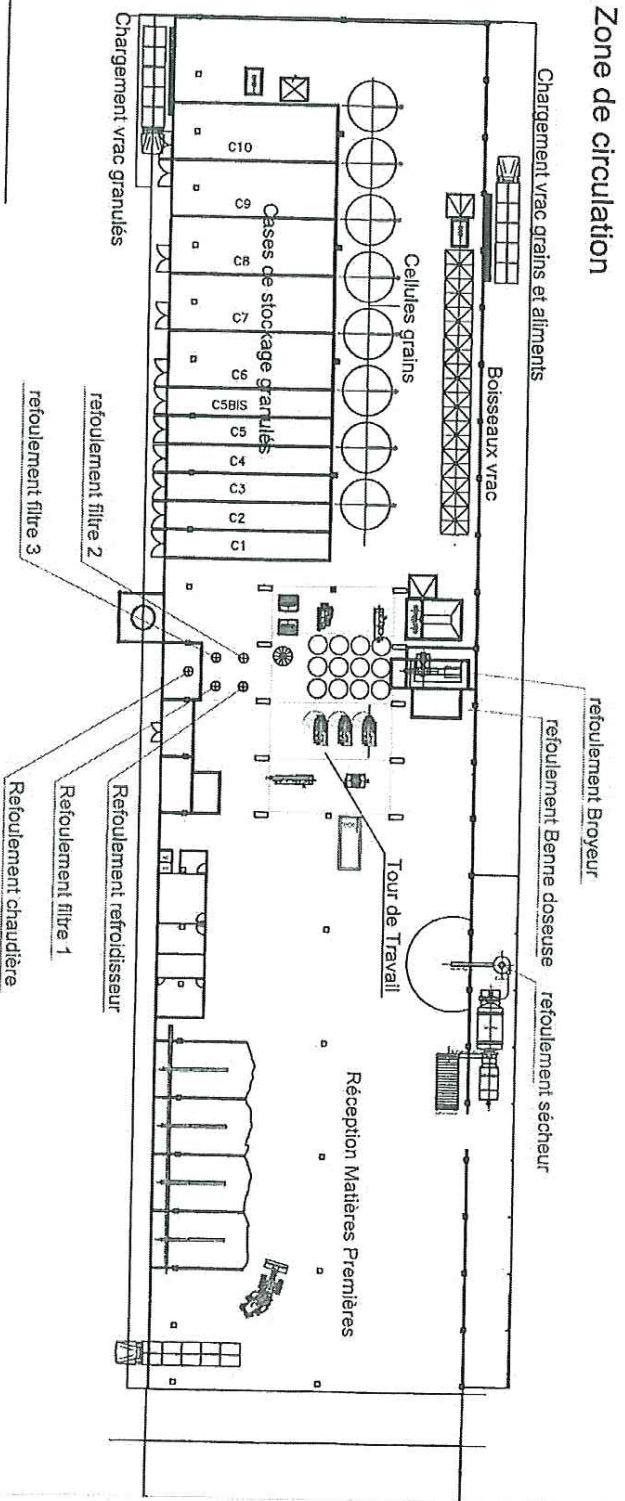 Zone de circulation
Chargement vrac grains et aliments
Boisseaux vrac
refoulement Broyeur
refoulement Benne doseuse
refoulement sécheur
Cellules grains
Tour de Travail
Réception Matières Premières
Cases de stockage granulés
C10
C9
C8
C7
C6
C5BIS
C5
C4
C3
C2
C1
Chargement vrac granulés
refoulement filtre 2
refoulement filtre 3
Refoulement refroidisseur
Refoulement filtre 1
Refoulement chaudière